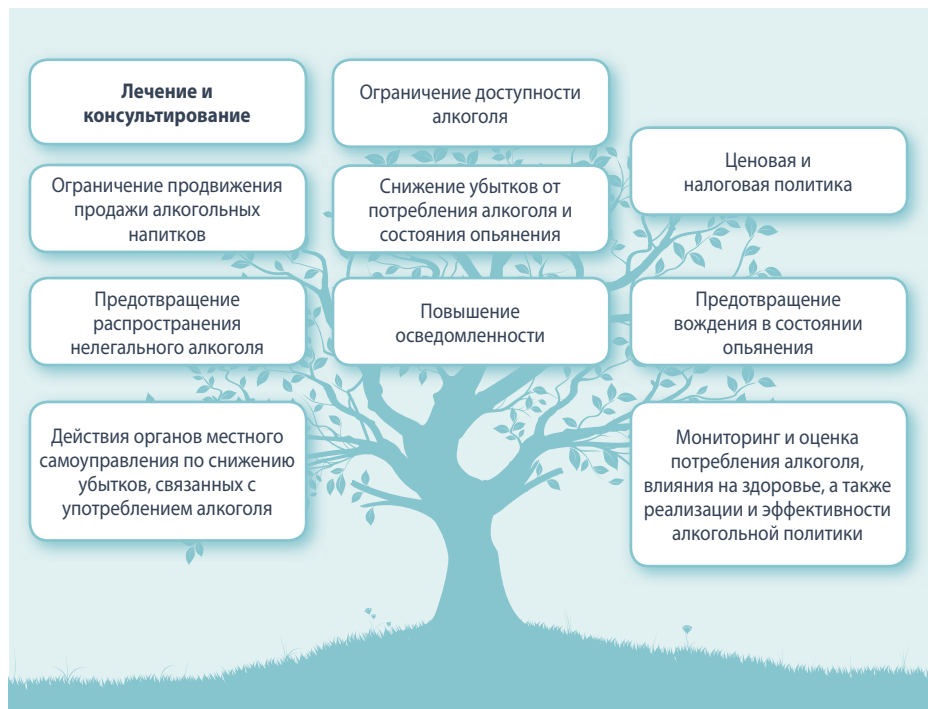 Лечение и
консультирование
Ограничение доступности
алкоголя
Ценовая и
налоговая политика
Ограничение продвижения
продажи алкогольных
напитков
Снижение убытков от
потребления алкоголя и
состояния опьянения
Предотвращение
распространения
нелегального алкоголя
Повышение
осведомленности
Предотвращение
вождения в состоянии
опьянения
Действия органов местного
самоуправления по снижению
убытков, связанных с
употреблением алкоголя
Мониторинг и оценка
потребления алкоголя,
влияния на здоровье, а также
реализации и эффективности
алкогольной политики